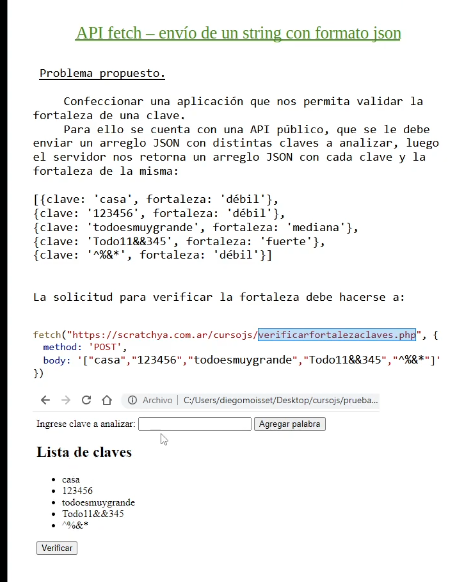 API fetch – envío de un string con formato json
Problema propuesto.
Confeccionar una aplicación que nos permita validar la
fortaleza de una clave.
Para ello se cuenta con una API público, que se le debe
enviar un arreglo JSON con distintas claves a analizar, luego
el servidor nos retorna un arreglo JSON con cada clave y la
fortaleza de la misma:
[{clave: 'casa', fortaleza: 'débil'},
{clave: '123456', fortaleza: 'débil'},
{clave: 'todoesmuygrande', fortaleza: 'mediana'},
{clave: 'Todo11&&345', fortaleza: 'fuerte'},
{clave: '^%&*', fortaleza: 'débil'}]
La solicitud para verificar la fortaleza debe hacerse a:
fetch("https://scratchya.com.ar/cursojs/verificarfortalezaclaves.php", {
method: 'POST',
body: '["casa","123456","todoesmuygrande","Todo11&&345","^%&*"]'
})
Archivo | C:/Users/diegomoisset/Desktop/cursojs/prueba...
Ingrese clave a analizar: Agregar palabra
Lista de claves
• casa
• 123456
• todoesmuygrande
• Todo11&&345
• ^%&*
Verificar